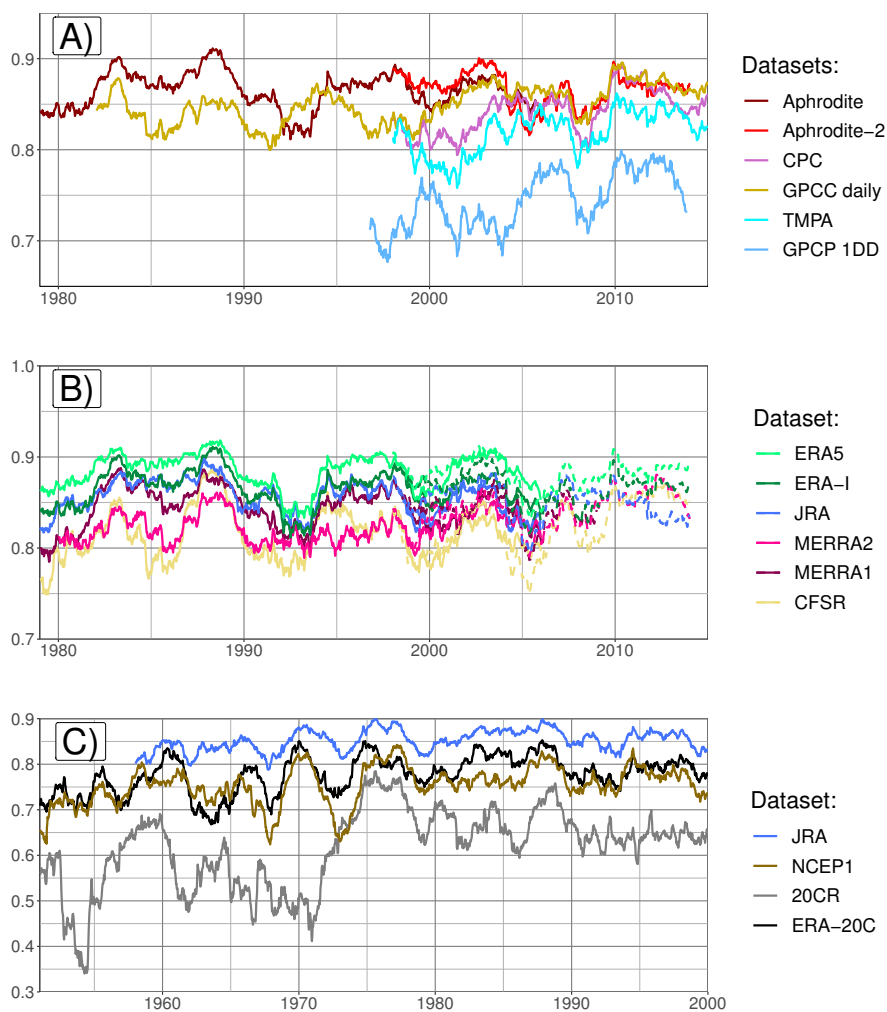 A)
0.9
0.8
0.7
1980
1990
2000
2010
Datasets:
Aphrodite
Aphrodite−2
CPC
GPCC daily
TMPA
GPCP 1DD
B)
1.0
0.9
0.8
0.7
1980
1990
2000
2010
Dataset:
ERA5
ERA−I
JRA
MERRA2
MERRA1
CFSR
C)
0.9
0.8
0.7
0.6
0.5
0.4
0.3
1960
1970
1980
1990
2000
Dataset:
JRA
NCEP1
20CR
ERA−20C